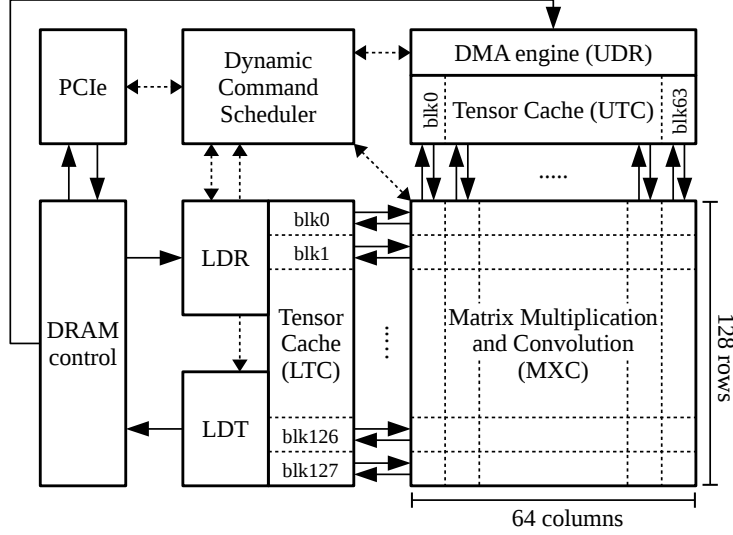 PCIe
Dynamic
Command
Scheduler
DMA engine (UDR)
blk0
Tensor Cache (UTC)
blk63
.....
DRAM
control
LDR
LDT
blk0
blk1
Tensor
Cache
(LTC)
blk126
blk127
.....
Matrix Multiplication
and Convolution
(MXC)
128 rows
64 columns